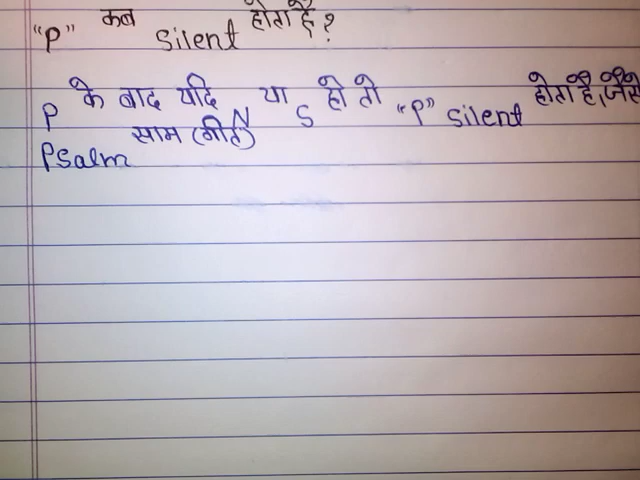 "P" कब silent होता है?
P के बाद यदि N या S हो तो "P" silent होता है। जैसे
Psalm साम (गीत)